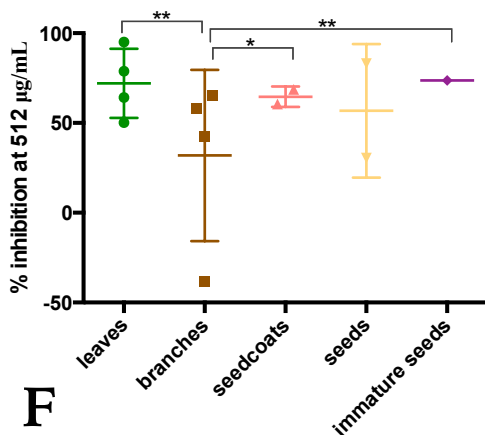 **
**
*
% inhibition at 512 µg/mL
100
50
0
-50
leaves
branches
seedcoats
seeds
immature seeds
F